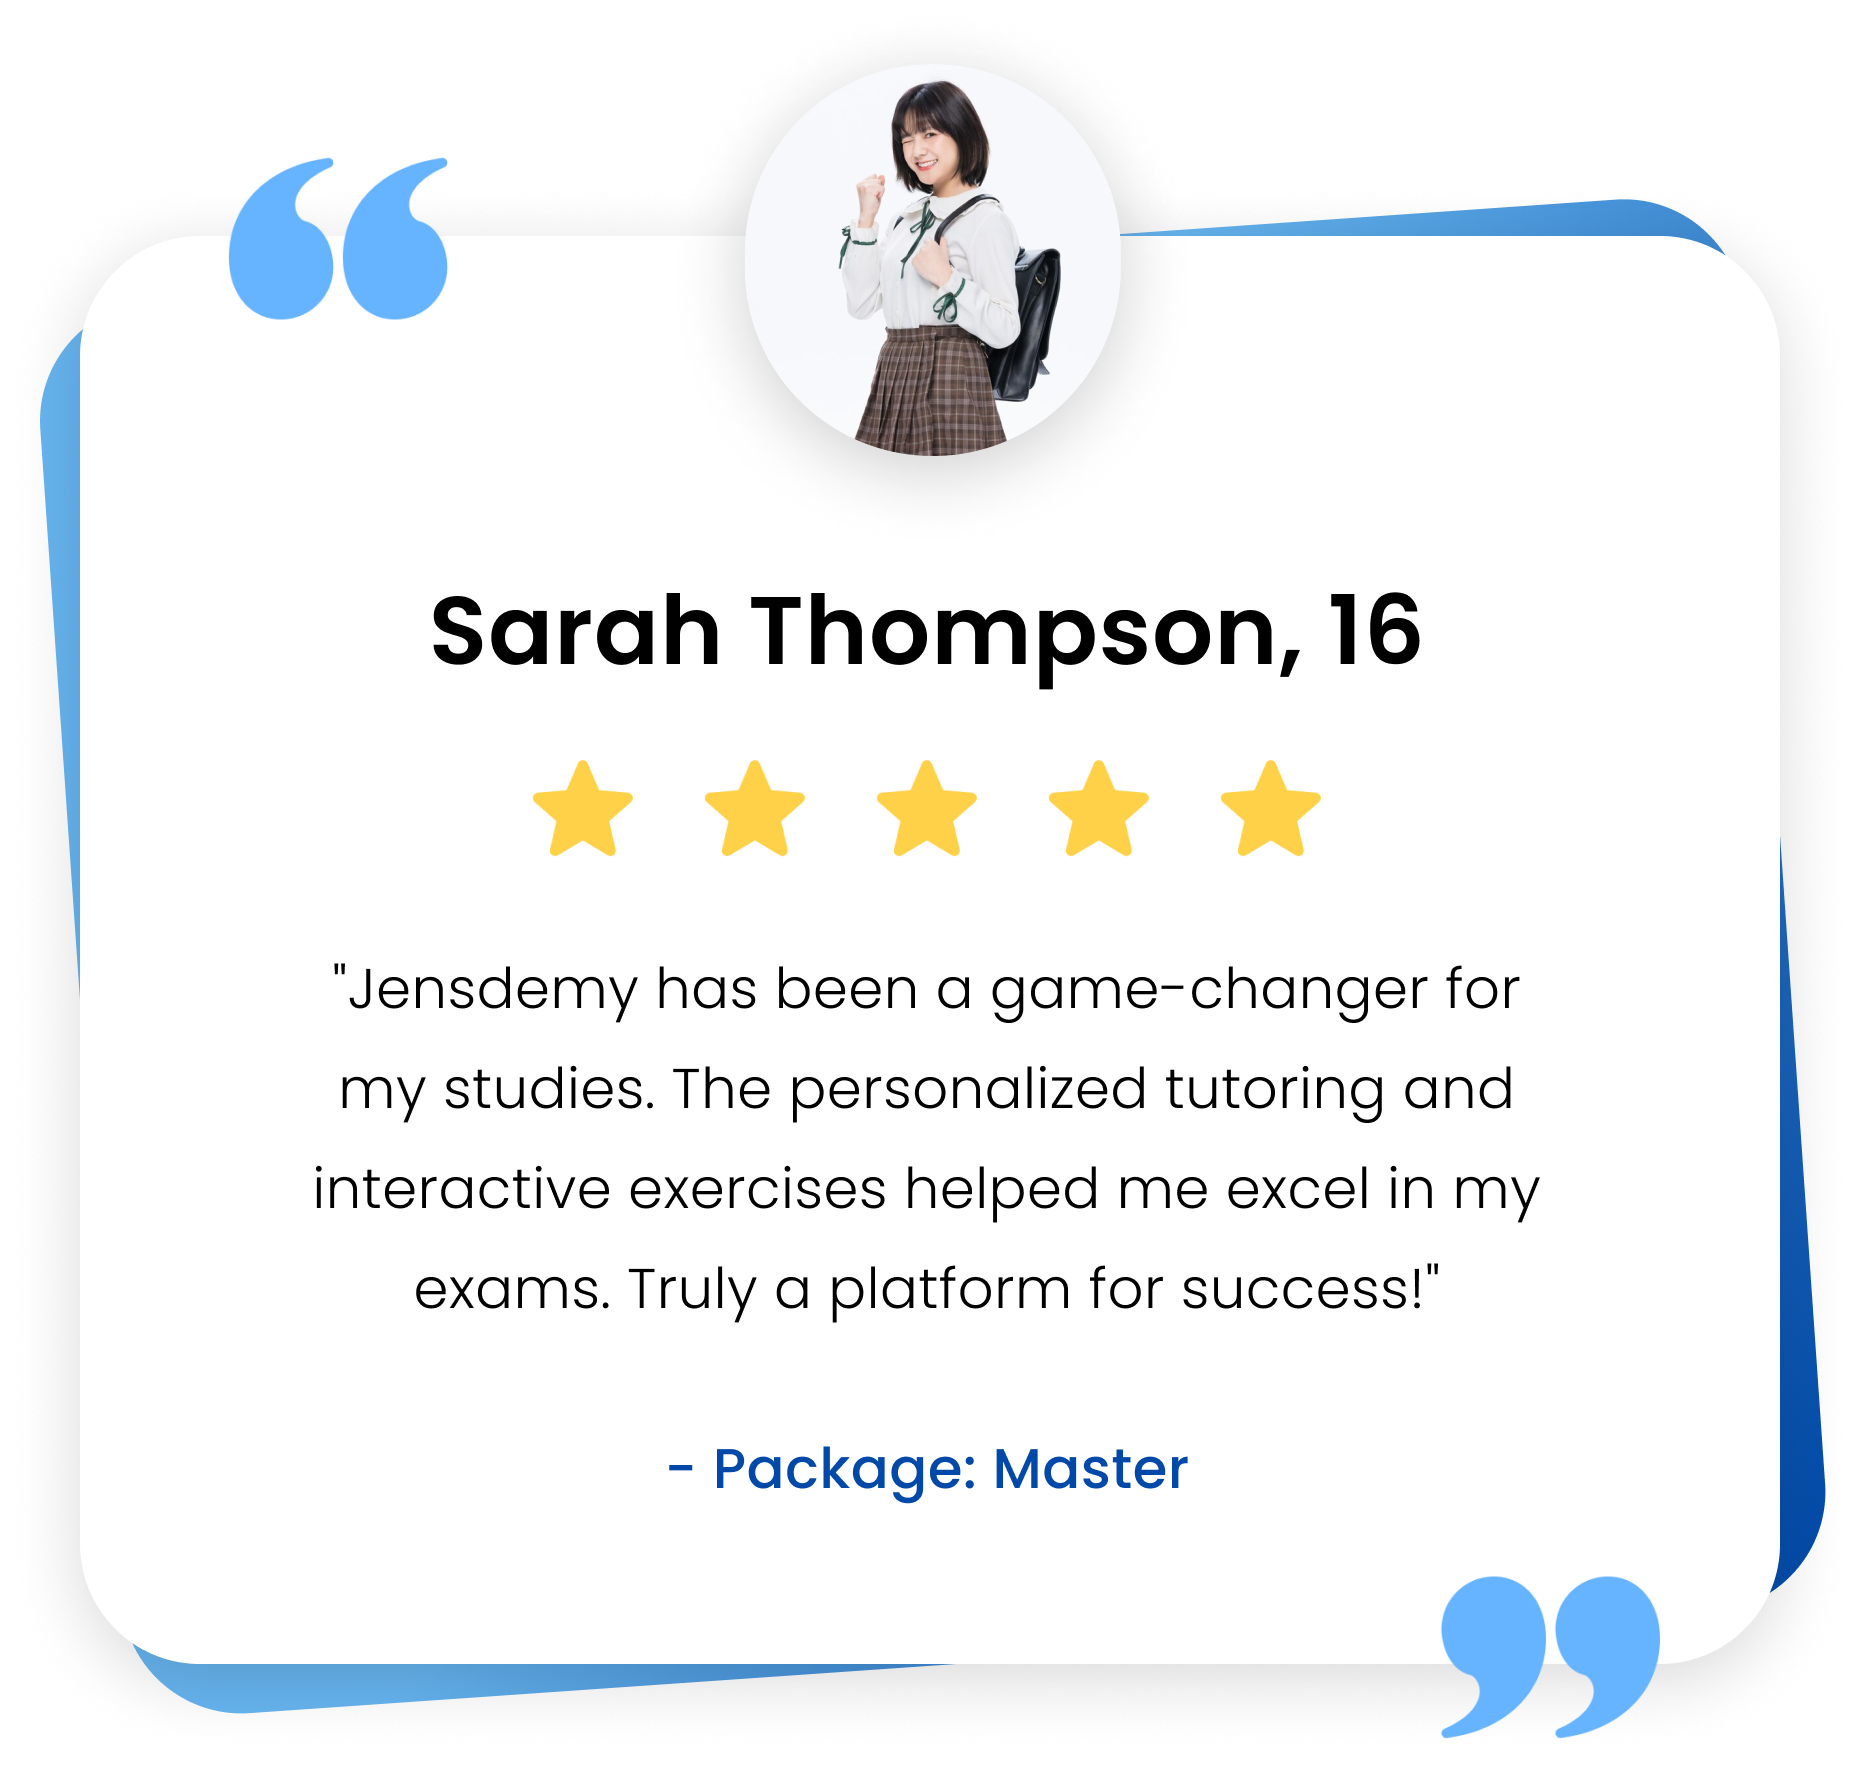 Sarah Thompson, 16
"Jensdemy has been a game-changer for
my studies. The personalized tutoring and
interactive exercises helped me excel in my
exams. Truly a platform for success!"
- Package: Master